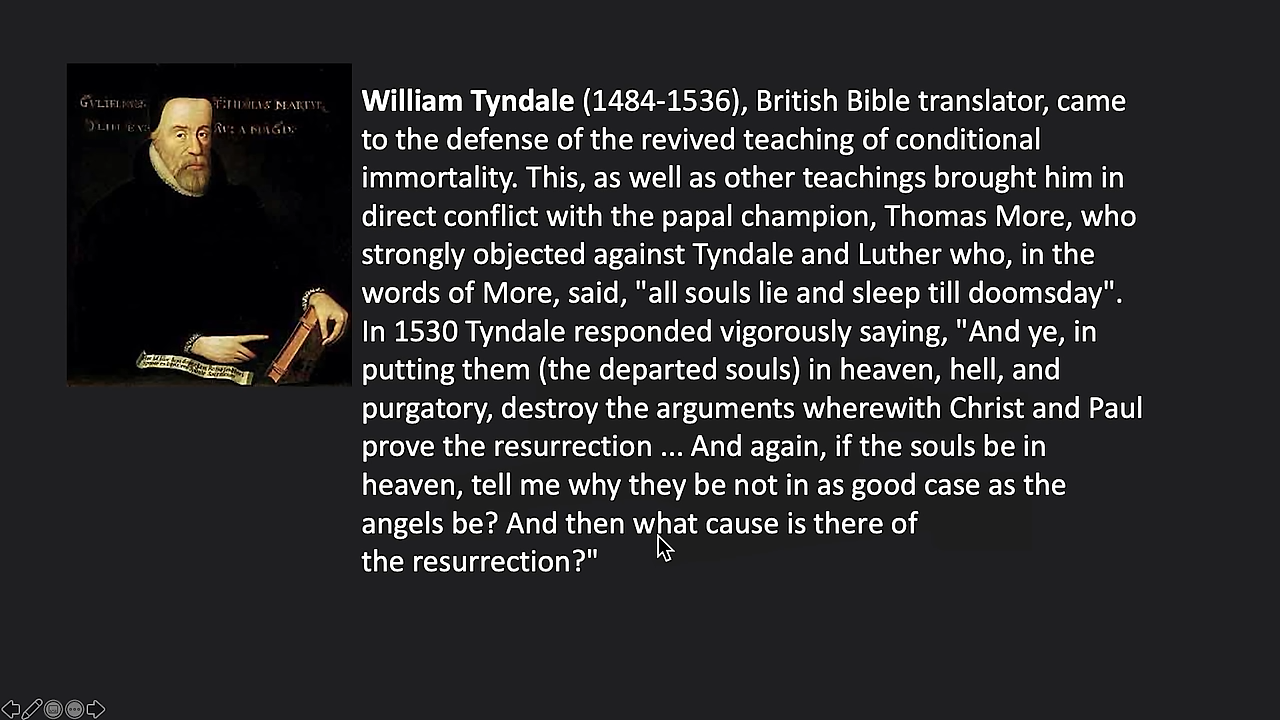 William Tyndale (1484-1536), British Bible translator, came
to the defense of the revived teaching of conditional
immortality. This, as well as other teachings brought him in
direct conflict with the papal champion, Thomas More, who
strongly objected against Tyndale and Luther who, in the
words of More, said, "all souls lie and sleep till doomsday".
In 1530 Tyndale responded vigorously saying, "And ye, in
putting them (the departed souls) in heaven, hell, and
purgatory, destroy the arguments wherewith Christ and Paul
prove the resurrection ... And again, if the souls be in
heaven, tell me why they be not in as good case as the
angels be? And then what cause is there of
the resurrection?"